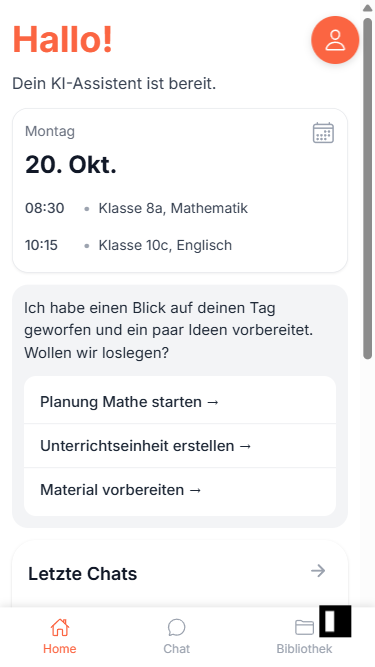 Hallo!
Dein KI-Assistent ist bereit.
Montag
20. Okt.
08:30 • Klasse 8a, Mathematik
10:15 • Klasse 10c, Englisch
Ich habe einen Blick auf deinen Tag
geworfen und ein paar Ideen vorbereitet.
Wollen wir loslegen?
Planung Mathe starten →
Unterrichtseinheit erstellen →
Material vorbereiten →
Letzte Chats
Home
Chat
Bibliothek